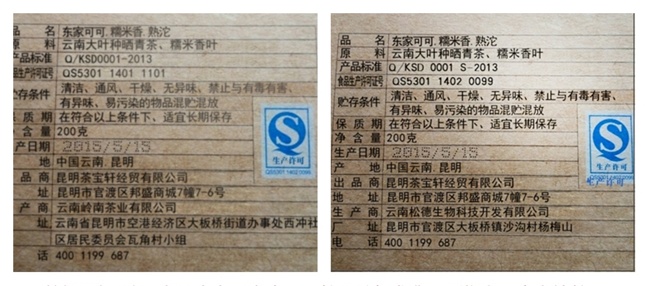 东家可可.糯米香.熟沱
原 料 云南大叶种晒青茶、糯米香叶
产品标准 Q/KSD0001-2013
食品生产许可证号 QS5301 1401 1101
贮存条件 清洁、通风、干燥、无异味、禁止与有毒有害、
有异味、易污染的物品混贮混放
保 质 期 在符合以上条件下、适宜长期保存
净 含 量 200克
产日期 2015/5/15
地 中国云南 昆明
品 商 昆明茶宝轩经贸有限公司
址 昆明市官渡区邦盛商城7幢7-6号
产 商 云南岭南茶业有限公司
址 云南省昆明市空港经济区大板桥街道办事处西冲社
区居民委员会瓦角村小组
话 400 1199 687
生产许可
品 名 东家可可.糯米香.熟沱
原 料 云南大叶种晒青茶、糯米香叶
产品标准 Q/KSD 0001 S-2013
食品生产许可证号 QS5301 1402 0099
贮存条件 清洁、通风、干燥、无异味、禁止与有毒有害、
有异味、易污染的物品混贮混放
保 质 期 在符合以上条件下、适宜长期保存
净 含 量 200克
生产日期 2015/5/15
产 地 中国云南 昆明
出 品 商 昆明茶宝轩经贸有限公司
地 址 昆明市官渡区邦盛商城7幢7-6号
生 产 商 云南松德生物科技开发有限公司
厂 址 昆明市官渡区大板桥镇沙沟村杨梅山
电 话 400 1199 687
生产许可